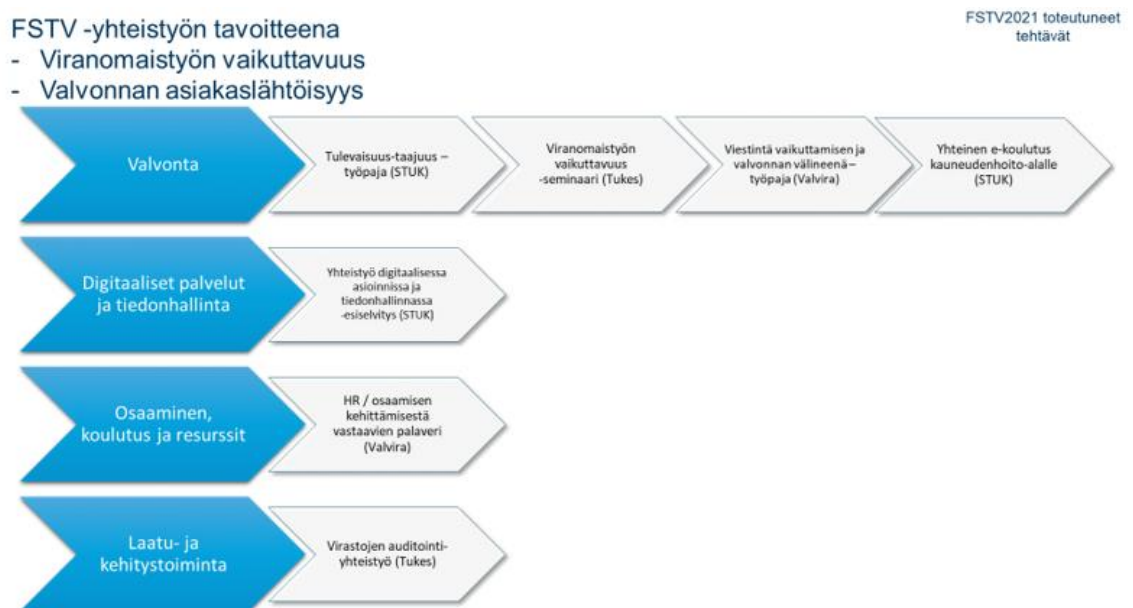 FSTV -yhteistyön tavoitteena
- Viranomaistyön vaikuttavuus
- Valvonnan asiakaslähtöisyys
FSTV2021 toteutuneet
tehtävät
Valvonta
Tulevaisuus-taajuus –
työpaja (STUK)
Viranomaistyön
vaikuttavuus
-seminaari (Tukes)
Viestintä vaikuttamisen ja
valvonnan välineenä –
työpaja (Valvira)
Yhteinen e-koulutus
kauneudenhoito-alalle
(STUK)
Digitaaliset palvelut
ja tiedonhallinta
Yhteistyö digitaalisessa
asioinnissa ja
tiedonhallinnassa
-esiselvitys (STUK)
Osaaminen,
koulutus ja resurssit
HR / osaamisen
kehittämisestä
vastaavien palaveri
(Valvira)
Laatu- ja
kehitystoiminta
Virastojen auditointi-
yhteistyö (Tukes)